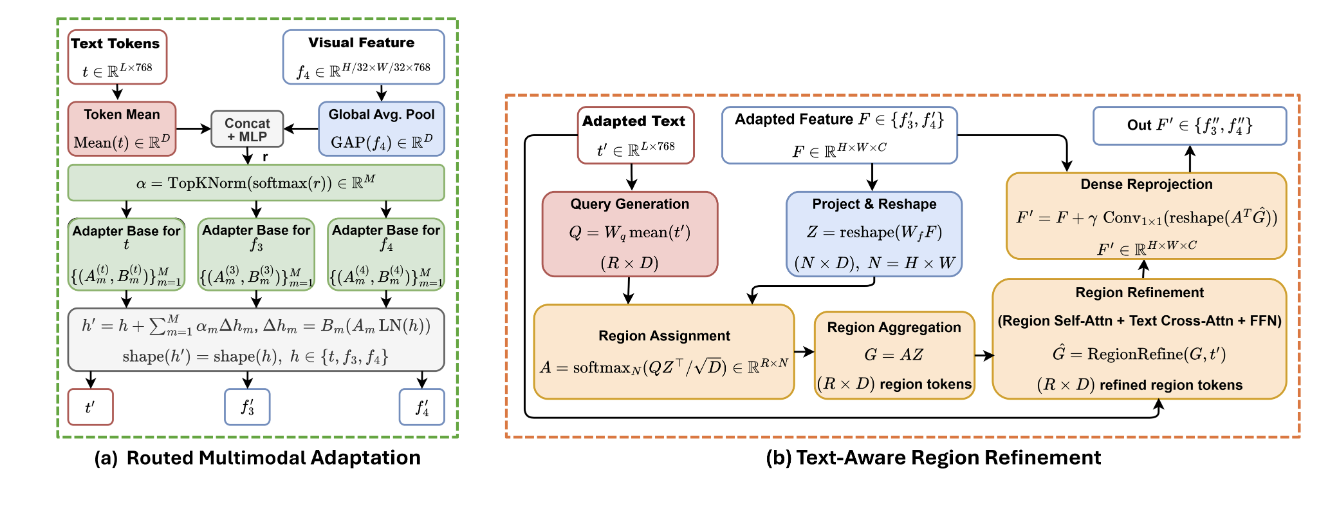 Text Tokens
t ∈ ℝ^{L×768}
Visual Feature
f_4 ∈ ℝ^{H/32×W/32×768}
Token Mean
Mean(t) ∈ ℝ^D
Concat
+ MLP
Global Avg. Pool
GAP(f_4) ∈ ℝ^D
r
α = TopKNorm(softmax(r)) ∈ ℝ^M
Adapter Base for
t
{(A_m^{(t)}, B_m^{(t)})}_{m=1}^M
Adapter Base for
f_3
{(A_m^{(3)}, B_m^{(3)})}_{m=1}^M
Adapter Base for
f_4
{(A_m^{(4)}, B_m^{(4)})}_{m=1}^M
h′ = h + ∑_{m=1}^M α_m Δh_m, Δh_m = B_m(A_m LN(h))
shape(h′) = shape(h), h ∈ {t, f_3, f_4}
t′
f′_3
f′_4
(a) Routed Multimodal Adaptation
Adapted Text
t′ ∈ ℝ^{L×768}
Adapted Feature F ∈ {f′_3, f′_4}
F ∈ ℝ^{H×W×C}
Out F′ ∈ {f″_3, f″_4}
Query Generation
Q = W_q mean(t′)
(R × D)
Project & Reshape
Z = reshape(W_f F)
(N × D), N = H × W
Dense Reprojection
F′ = F + γ Conv_{1×1}(reshape(A^T Ĝ))
F′ ∈ ℝ^{H×W×C}
Region Assignment
A = softmax_N(QZ^⊤/√D) ∈ ℝ^{R×N}
Region Aggregation
G = AZ
(R × D) region tokens
Region Refinement
(Region Self-Attn + Text Cross-Attn + FFN)
Ĝ = RegionRefine(G, t′)
(R × D) refined region tokens
(b) Text-Aware Region Refinement